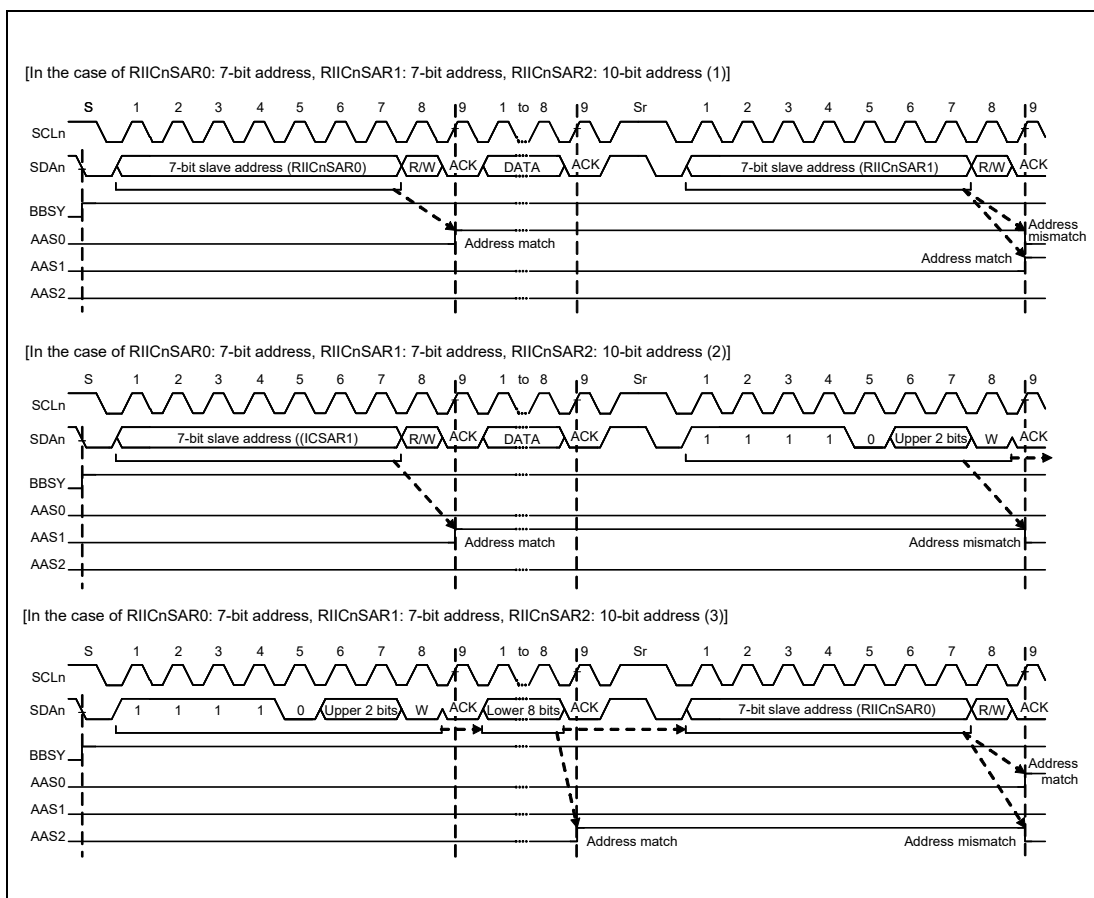 [In the case of RIICnSAR0: 7-bit address, RIICnSAR1: 7-bit address, RIICnSAR2: 10-bit address (1)]
S 1 2 3 4 5 6 7 8 9 1 to 8 9 Sr 1 2 3 4 5 6 7 8 9
SCLn
SDAn 7-bit slave address (RIICnSAR0) R/W ACK DATA ACK 7-bit slave address (RIICnSAR1) R/W ACK
BBSY
AAS0 Address match Address mismatch
AAS1 Address match
AAS2
[In the case of RIICnSAR0: 7-bit address, RIICnSAR1: 7-bit address, RIICnSAR2: 10-bit address (2)]
S 1 2 3 4 5 6 7 8 9 1 to 8 9 Sr 1 2 3 4 5 6 7 8 9
SCLn
SDAn 7-bit slave address ((ICSAR1) R/W ACK DATA ACK 1 1 1 1 0 Upper 2 bits W ACK
BBSY
AAS0
AAS1 Address match Address mismatch
AAS2
[In the case of RIICnSAR0: 7-bit address, RIICnSAR1: 7-bit address, RIICnSAR2: 10-bit address (3)]
S 1 2 3 4 5 6 7 8 9 1 to 8 9 Sr 1 2 3 4 5 6 7 8 9
SCLn
SDAn 1 1 1 1 0 Upper 2 bits W ACK Lower 8 bits ACK 7-bit slave address (RIICnSAR0) R/W ACK
BBSY
AAS0 Address match
AAS1
AAS2 Address match Address mismatch